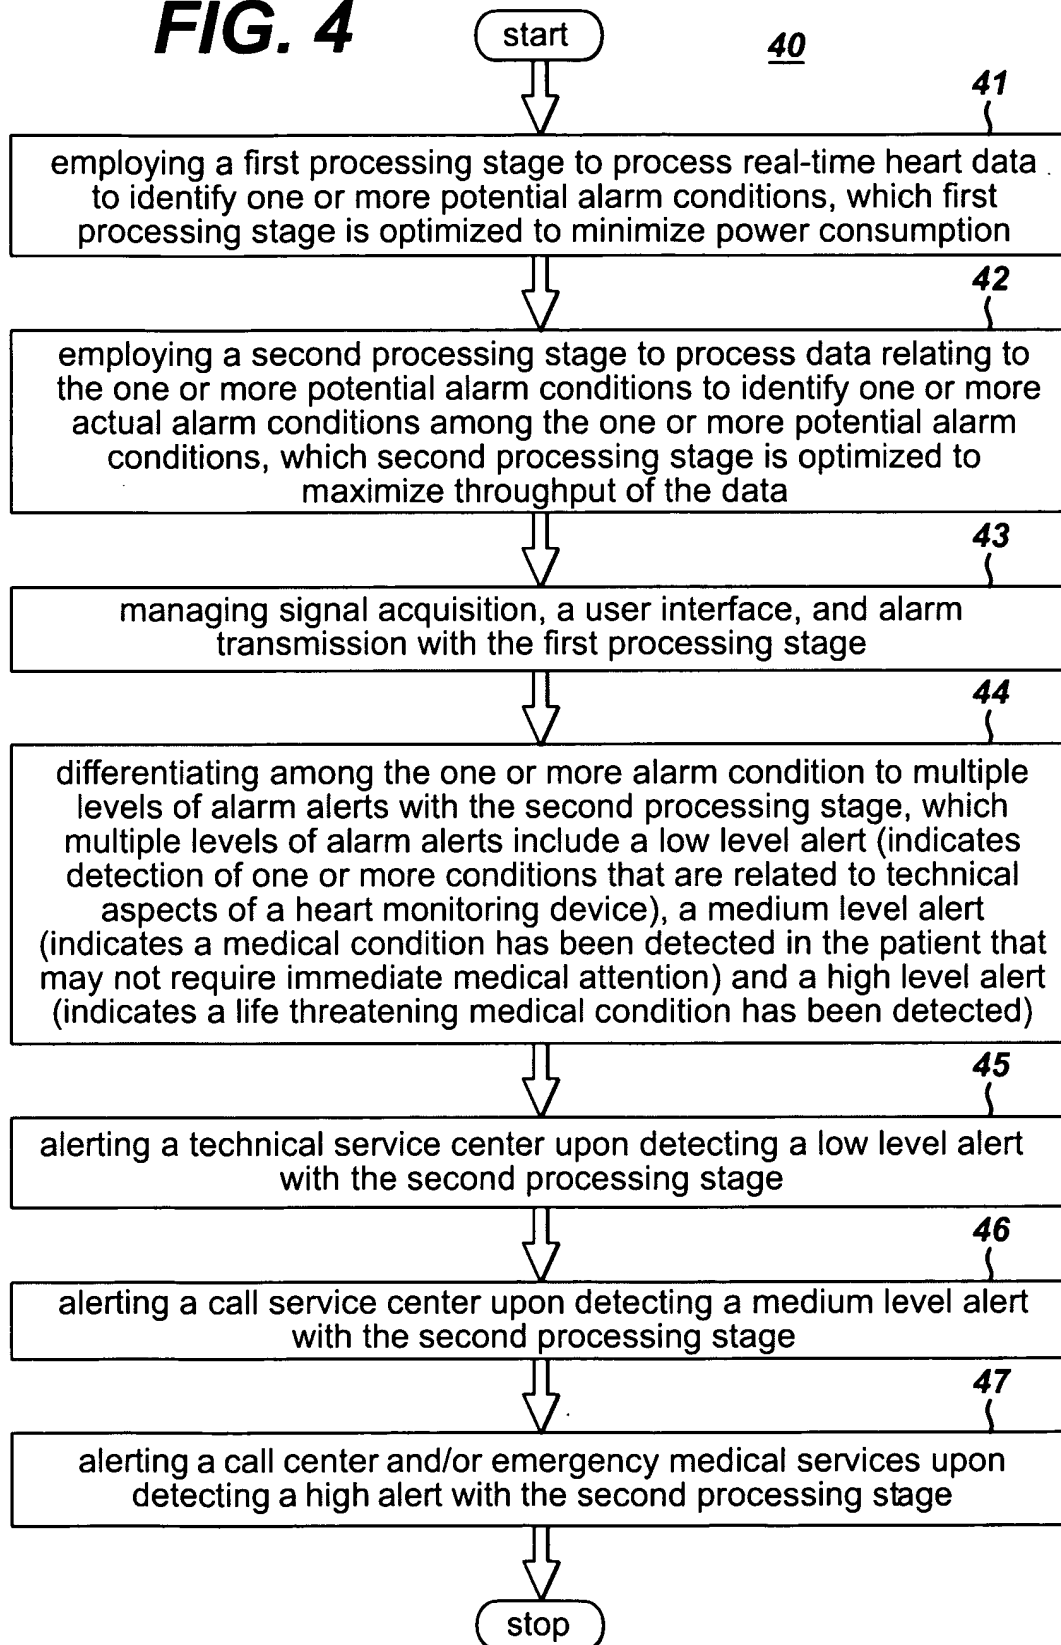 FIG. 4
start
40
41
employing a first processing stage to process real-time heart data
to identify one or more potential alarm conditions, which first
processing stage is optimized to minimize power consumption
42
employing a second processing stage to process data relating to
the one or more potential alarm conditions to identify one or more
actual alarm conditions among the one or more potential alarm
conditions, which second processing stage is optimized to
maximize throughput of the data
43
managing signal acquisition, a user interface, and alarm
transmission with the first processing stage
44
differentiating among the one or more alarm condition to multiple
levels of alarm alerts with the second processing stage, which
multiple levels of alarm alerts include a low level alert (indicates
detection of one or more conditions that are related to technical
aspects of a heart monitoring device), a medium level alert
(indicates a medical condition has been detected in the patient that
may not require immediate medical attention) and a high level alert
(indicates a life threatening medical condition has been detected)
45
alerting a technical service center upon detecting a low level alert
with the second processing stage
46
alerting a call service center upon detecting a medium level alert
with the second processing stage
47
alerting a call center and/or emergency medical services upon
detecting a high alert with the second processing stage
stop